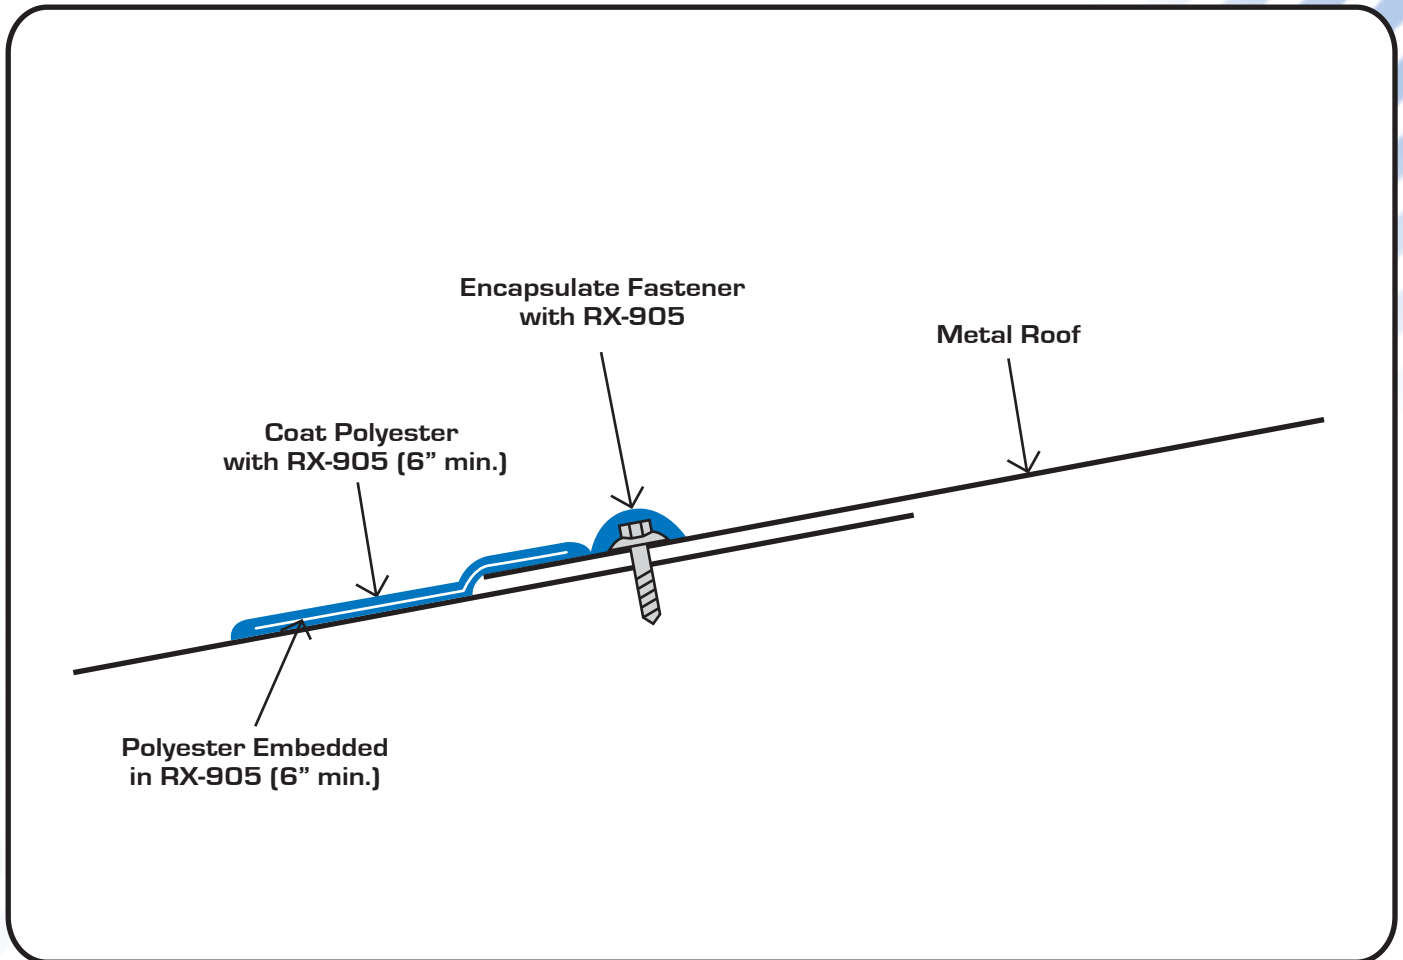 Encapsulate Fastener
with RX-905
Metal Roof
Coat Polyester
with RX-905 (6” min.)
Polyester Embedded
in RX-905 (6” min.)